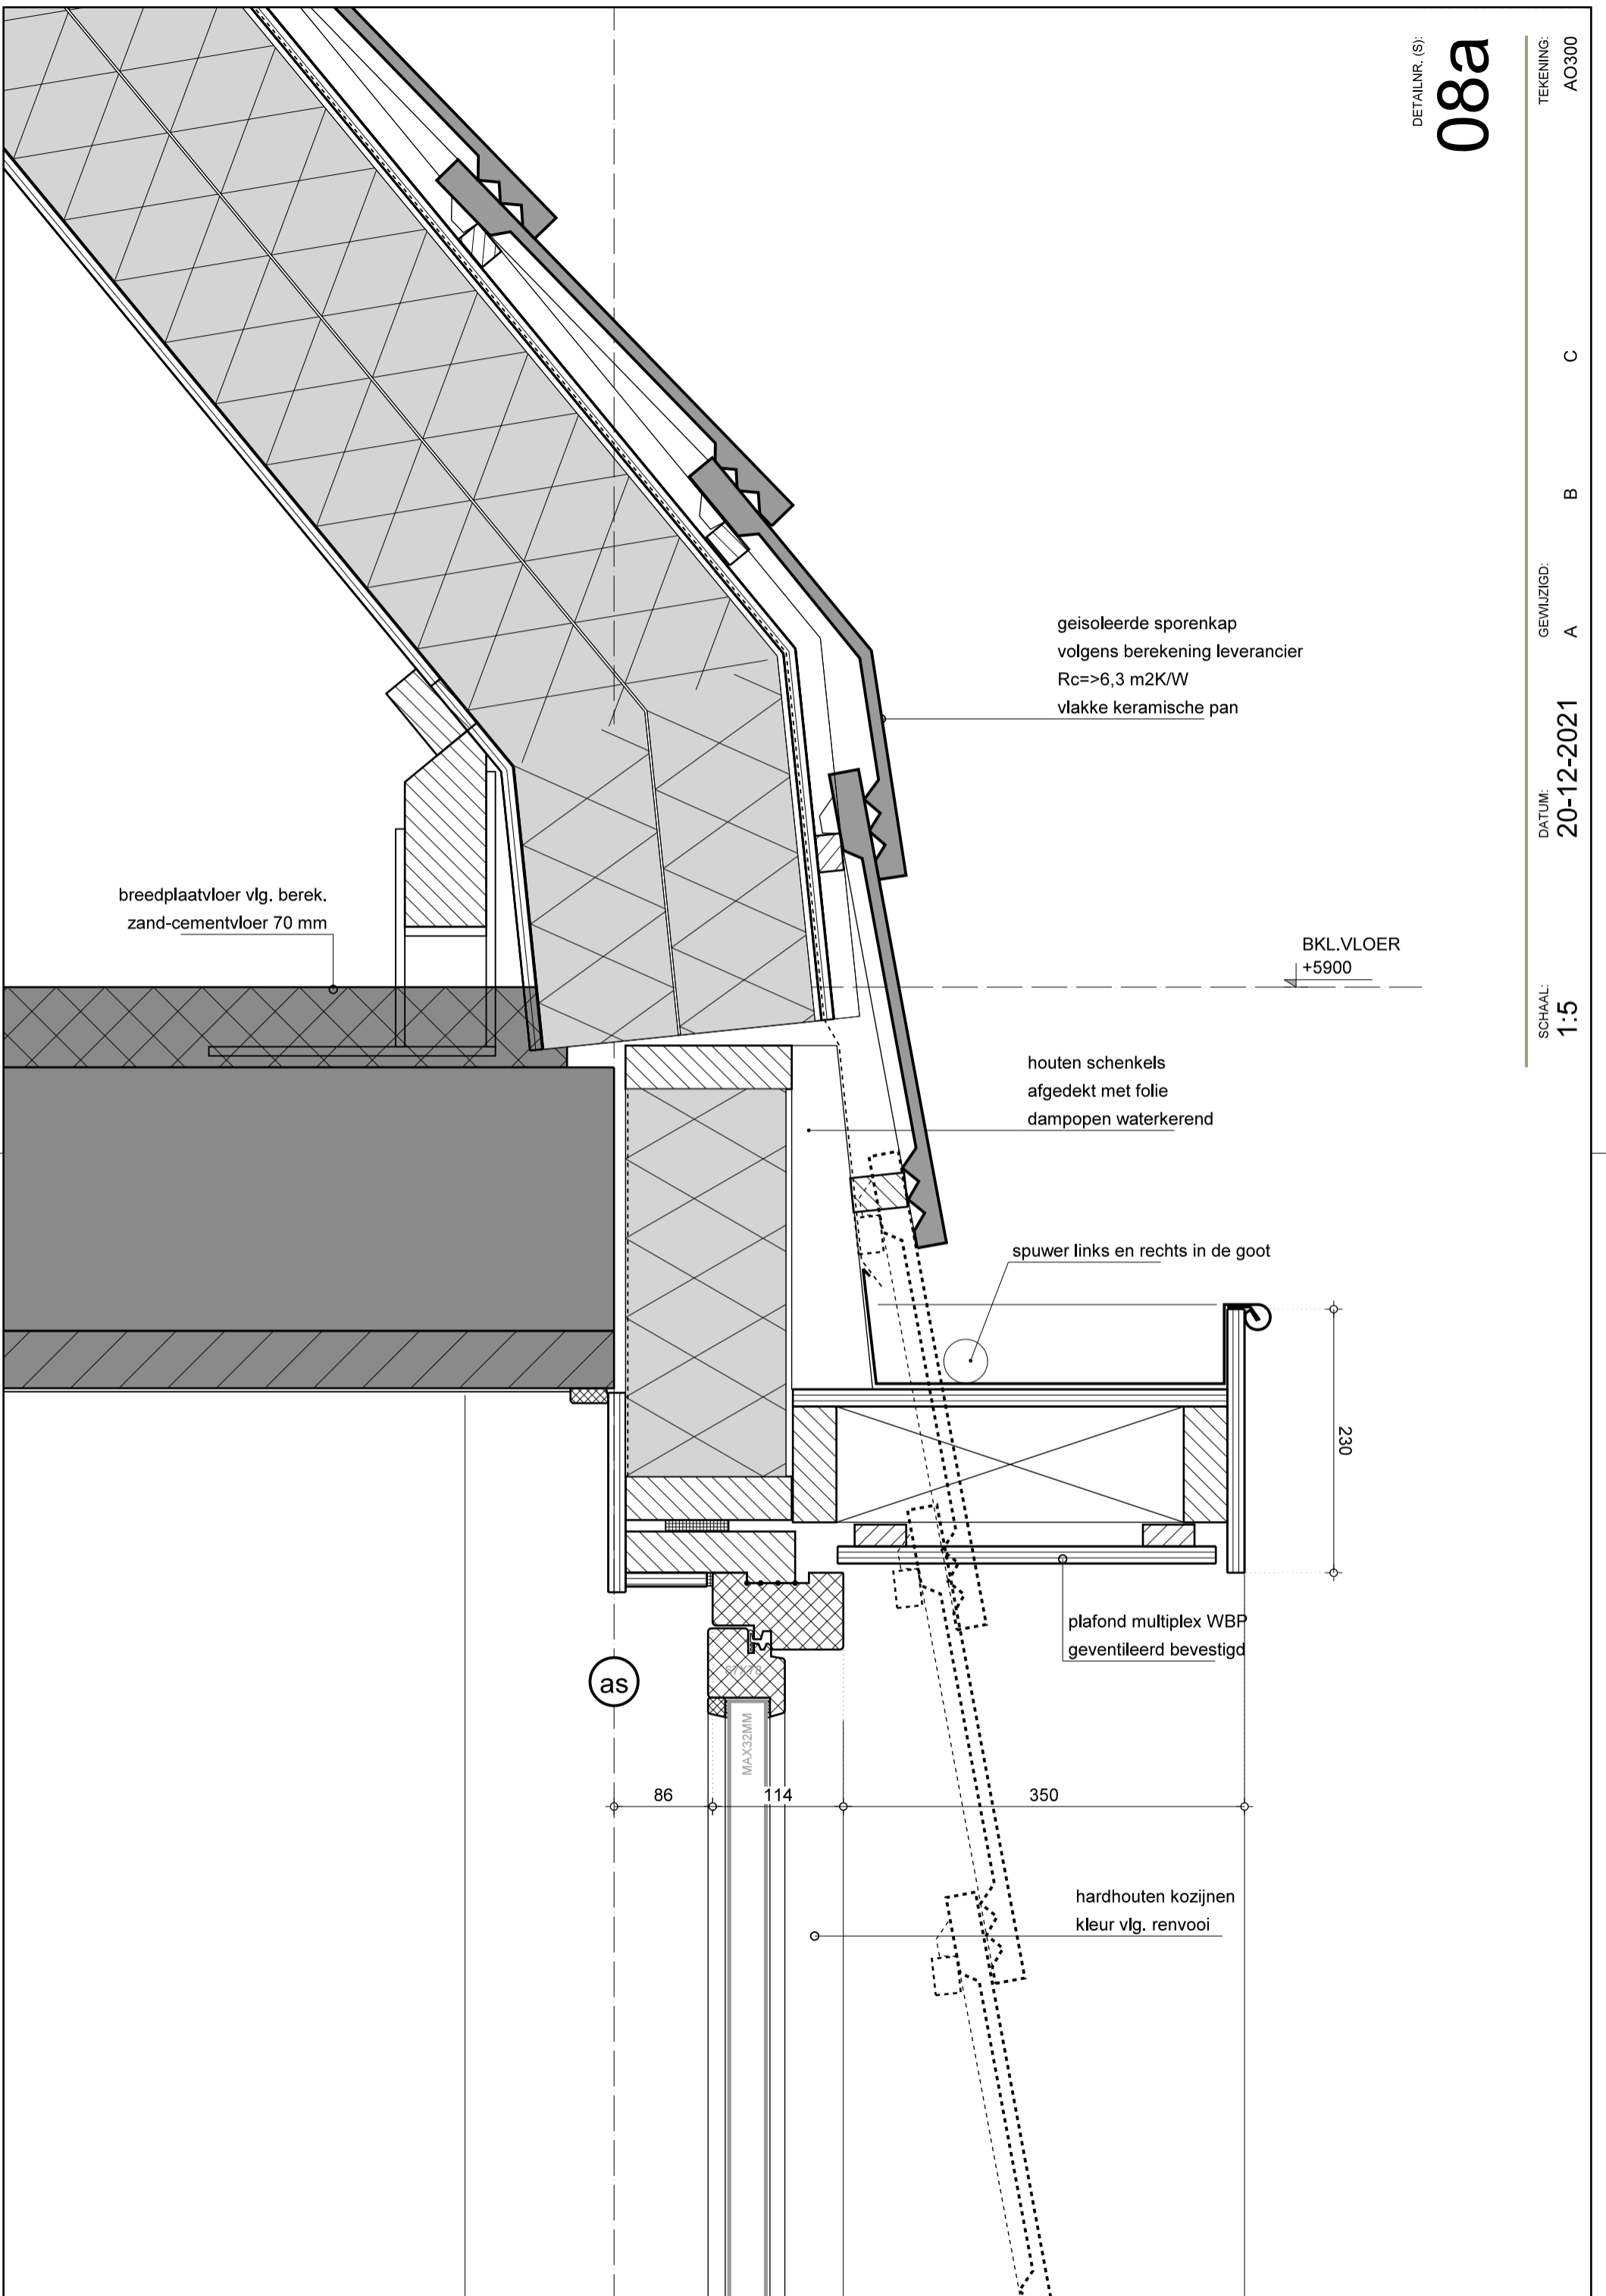 DETAILNR. (S):
08a
TEKENING:
AO300
C
B
GEWIJZIGD:
A
DATUM:
20-12-2021
SCHAAL:
1:5
geisoleerde sporenkap
volgens berekening leverancier
Rc=>6,3 m2K/W
vlakke keramische pan
breedplaatvloer vlg. berek.
zand-cementvloer 70 mm
BKL.VLOER
+5900
houten schenkels
afgedekt met folie
dampopen waterkerend
spuwer links en rechts in de goot
230
plafond multiplex WBP
geventileerd bevestigd
as
67X78
MAX32MM
86
114
350
hardhouten kozijnen
kleur vlg. renvooi